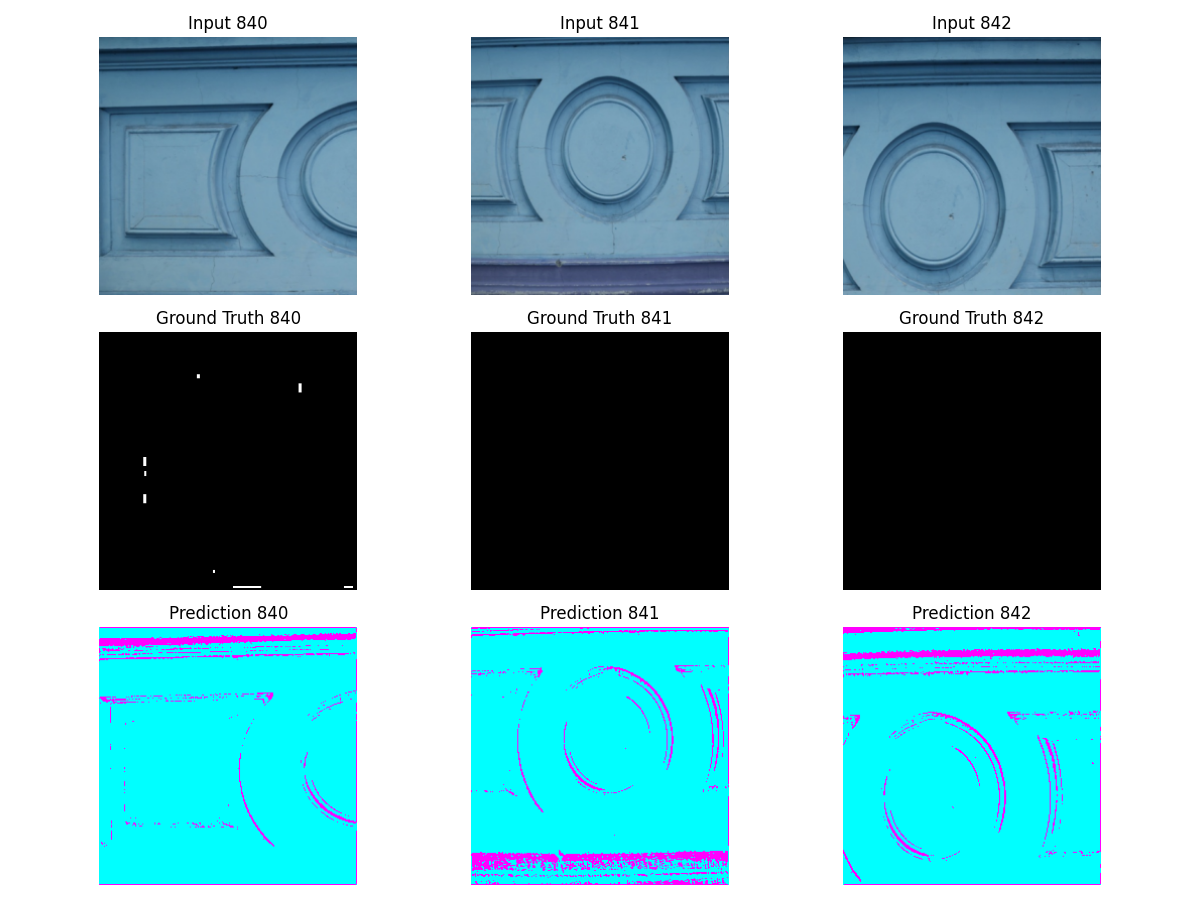 Input 840
Input 841
Input 842
Ground Truth 840
Ground Truth 841
Ground Truth 842
Prediction 840
Prediction 841
Prediction 842